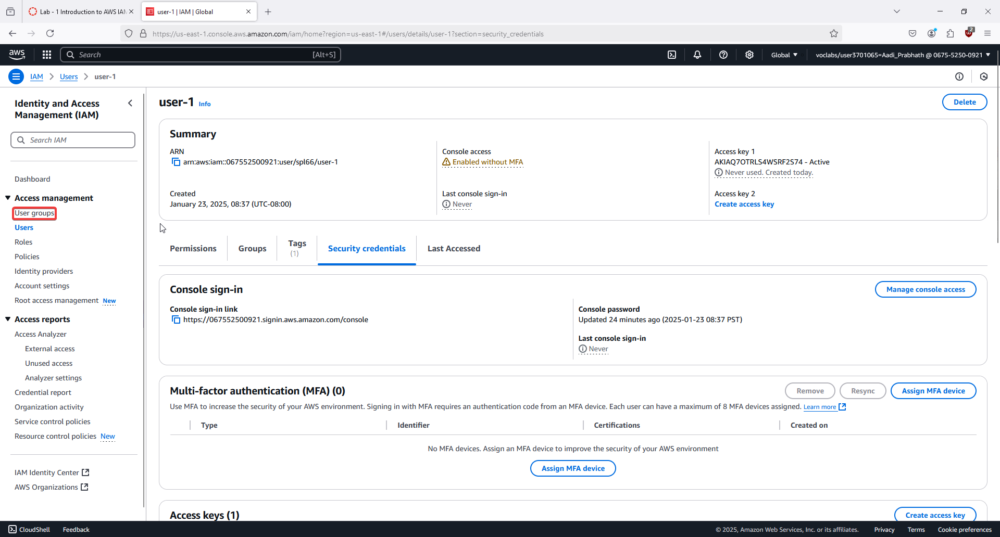 Lab - 1 Introduction to AWS IAM
user-1 | IAM | Global
https://us-east-1.console.aws.amazon.com/iam/home?region=us-east-1#/users/details/user-1?section=security_credentials
2
aws
Search
[Alt+S]
Global
voclabs/user3701065=Aadi_Prabhath @ 0675-5250-0921
IAM
Users
user-1
Identity and Access
Management (IAM)
Search IAM
Dashboard
Access management
User groups
Users
Roles
Policies
Identity providers
Account settings
Root access management New
Access reports
Access Analyzer
External access
Unused access
Analyzer settings
Credential report
Organization activity
Service control policies
Resource control policies New
IAM Identity Center
AWS Organizations
user-1 Info
Delete
Summary
ARN
arn:aws:iam::067552500921:user/spl66/user-1
Created
January 23, 2025, 08:37 (UTC-08:00)
Console access
Enabled without MFA
Last console sign-in
Never
Access key 1
AKIAQ7OTRLS4WSRF2S74 - Active
Never used. Created today.
Access key 2
Create access key
Permissions
Groups
Tags
(1)
Security credentials
Last Accessed
Console sign-in
Manage console access
Console sign-in link
https://067552500921.signin.aws.amazon.com/console
Console password
Updated 24 minutes ago (2025-01-23 08:37 PST)
Last console sign-in
Never
Multi-factor authentication (MFA) (0)
Remove
Resync
Assign MFA device
Use MFA to increase the security of your AWS environment. Signing in with MFA requires an authentication code from an MFA device. Each user can have a maximum of 8 MFA devices assigned. Learn more
Type
Identifier
Certifications
Created on
No MFA devices. Assign an MFA device to improve the security of your AWS environment
Assign MFA device
Access keys (1)
Create access key
CloudShell
Feedback
© 2025, Amazon Web Services, Inc. or its affiliates.
Privacy
Terms
Cookie preferences